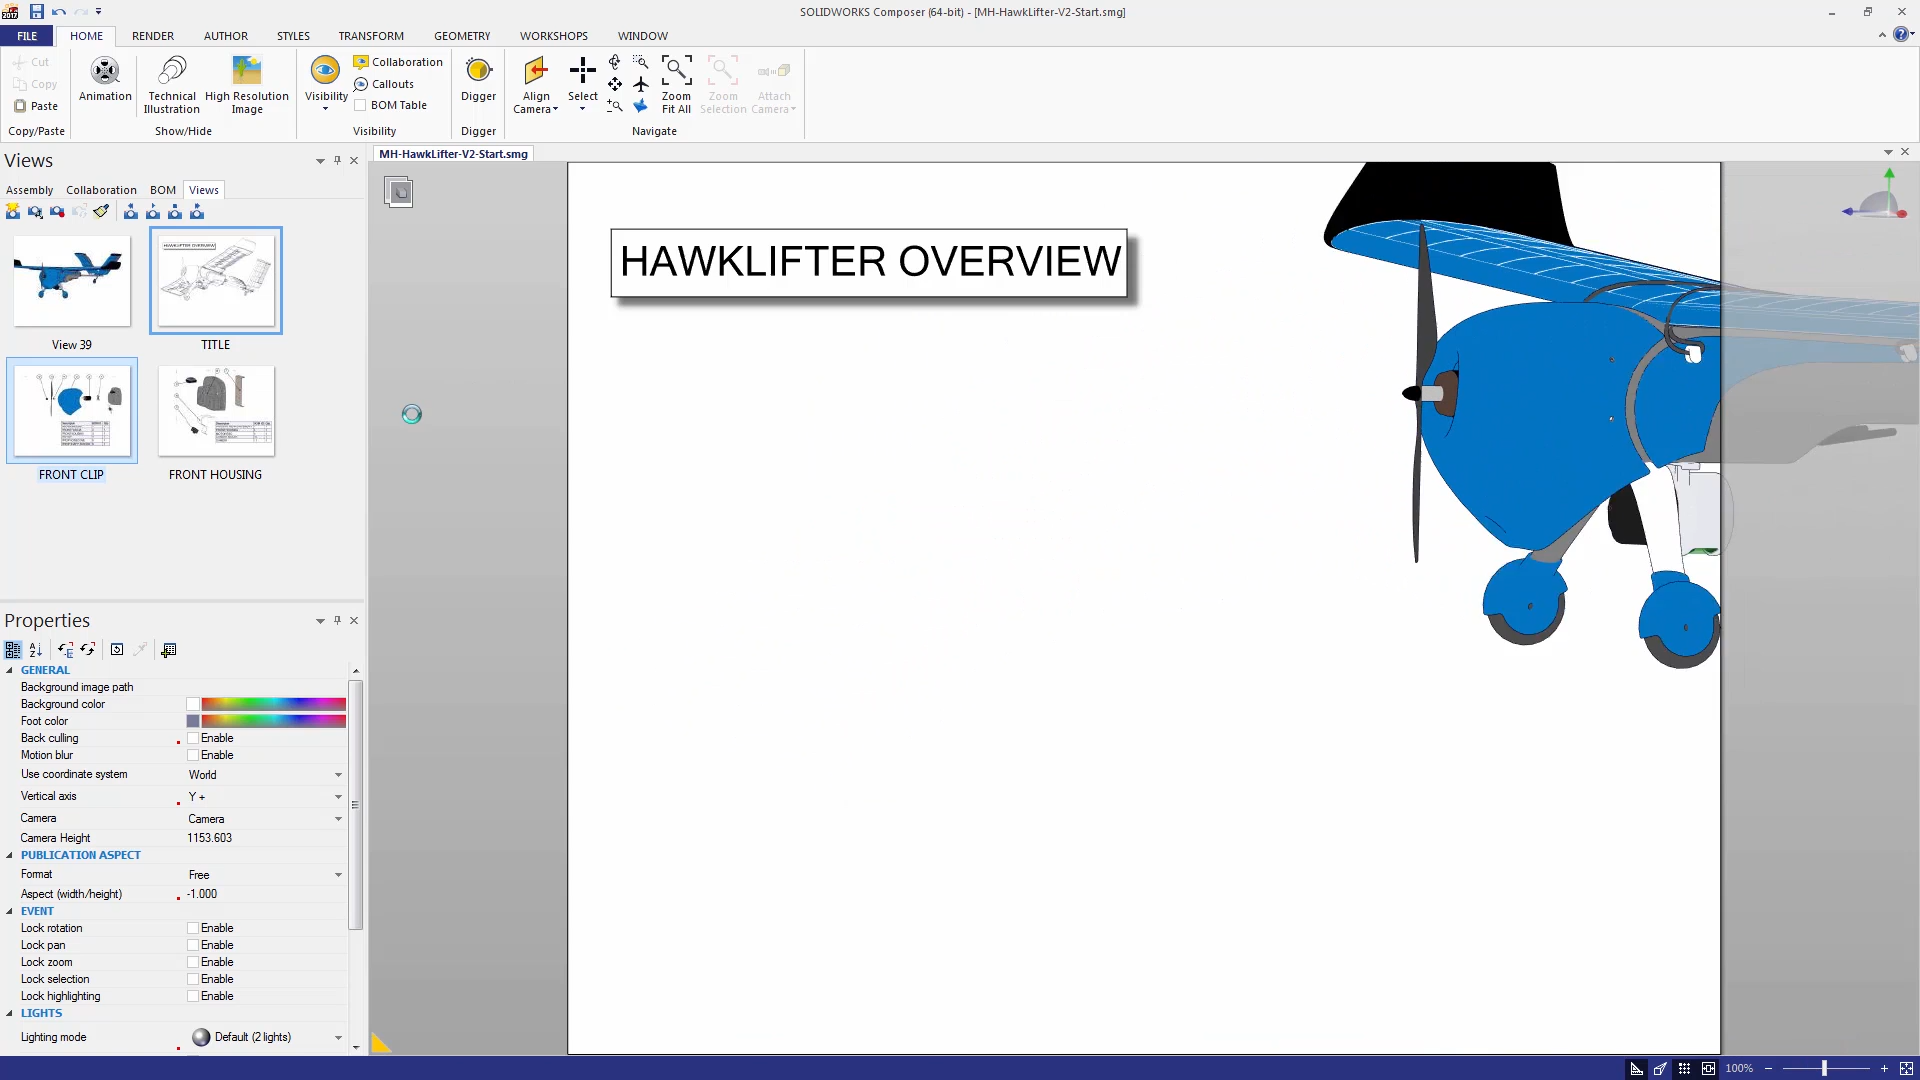 SOLIDWORKS Composer (64-bit) - [MH-HawkLifter-V2-Start.smg]
FILE HOME RENDER AUTHOR STYLES TRANSFORM GEOMETRY WORKSHOPS WINDOW
Cut
Copy
Paste
Copy/Paste
Animation
Technical Illustration
High Resolution Image
Show/Hide
Visibility
Collaboration
Callouts
BOM Table
Visibility
Digger
Digger
Align Camera
Select
Zoom Fit All
Zoom Selection
Attach Camera
Navigate
Views
Assembly Collaboration BOM Views
View 39
TITLE
FRONT CLIP
FRONT HOUSING
MH-HawkLifter-V2-Start.smg
HAWKLIFTER OVERVIEW
HAWKLIFTER OVERVIEW
Properties
GENERAL
Background image path
Background color
Foot color
Back culling Enable
Motion blur Enable
Use coordinate system World
Vertical axis Y +
Camera Camera
Camera Height 1153.603
PUBLICATION ASPECT
Format Free
Aspect (width/height) -1.000
EVENT
Lock rotation Enable
Lock pan Enable
Lock zoom Enable
Lock selection Enable
Lock highlighting Enable
LIGHTS
Lighting mode Default (2 lights)
100%